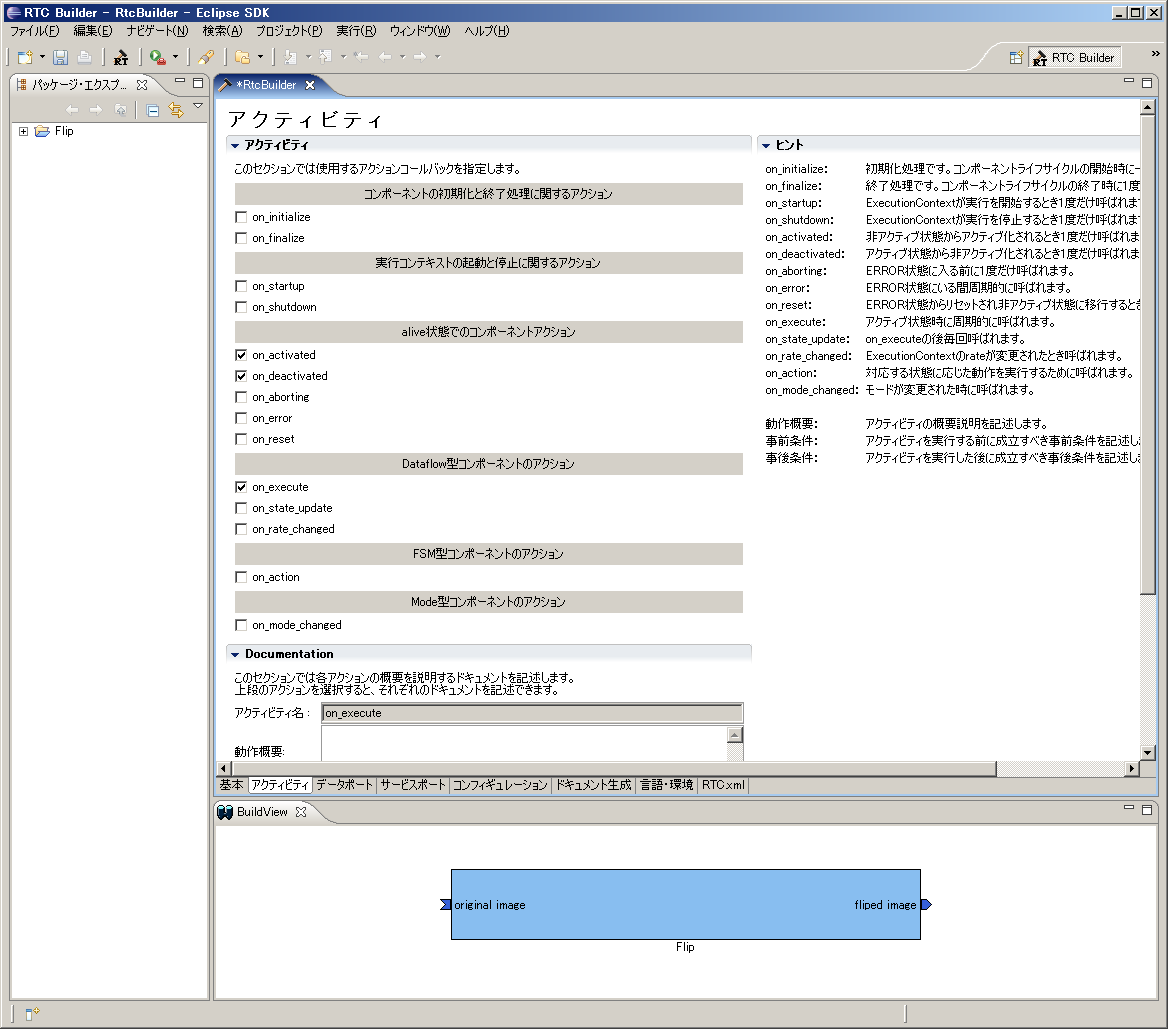 RTC Builder - RtcBuilder - Eclipse SDK
ファイル(F) 編集(E) ナビゲート(N) 検索(A) プロジェクト(P) 実行(R) ウィンドウ(W) ヘルプ(H)
RT
RT RTC Builder
»
パッケージ・エクスプ...
Flip
*RtcBuilder
アクティビティ
アクティビティ
このセクションでは使用するアクションコールバックを指定します。
コンポーネントの初期化と終了処理に関するアクション
on_initialize
on_finalize
実行コンテキストの起動と停止に関するアクション
on_startup
on_shutdown
alive状態でのコンポーネントアクション
on_activated
on_deactivated
on_aborting
on_error
on_reset
Dataflow型コンポーネントのアクション
on_execute
on_state_update
on_rate_changed
FSM型コンポーネントのアクション
on_action
Mode型コンポーネントのアクション
on_mode_changed
Documentation
このセクションでは各アクションの概要を説明するドキュメントを記述します。
上段のアクションを選択すると、それぞれのドキュメントを記述できます。
アクティビティ名 : on_execute
動作概要:
ヒント
on_initialize: 初期化処理です。コンポーネントライフサイクルの開始時に一
on_finalize: 終了処理です。コンポーネントライフサイクルの終了時に1度
on_startup: ExecutionContextが実行を開始するとき1度だけ呼ばれま
on_shutdown: ExecutionContextが実行を停止するとき1度だけ呼ばれま
on_activated: 非アクティブ状態からアクティブ化されるとき1度だけ呼ばれま
on_deactivated: アクティブ状態から非アクティブ化されるとき1度だけ呼ばれま
on_aborting: ERROR状態に入る前に1度だけ呼ばれます。
on_error: ERROR状態にいる間周期的に呼ばれます。
on_reset: ERROR状態からリセットされ非アクティブ状態に移行するとき
on_execute: アクティブ状態時に周期的に呼ばれます。
on_state_update: on_executeの後毎回呼ばれます。
on_rate_changed: ExecutionContextのrateが変更されたとき呼ばれます。
on_action: 対応する状態に応じた動作を実行するために呼ばれます。
on_mode_changed: モードが変更された時に呼ばれます。
動作概要: アクティビティの概要説明を記述します。
事前条件: アクティビティを実行する前に成立すべき事前条件を記述し
事後条件: アクティビティを実行した後に成立すべき事後条件を記述し
基本 アクティビティ データポート サービスポート コンフィギュレーション ドキュメント生成 言語・環境 RTC.xml
BuildView
original image fliped image
Flip